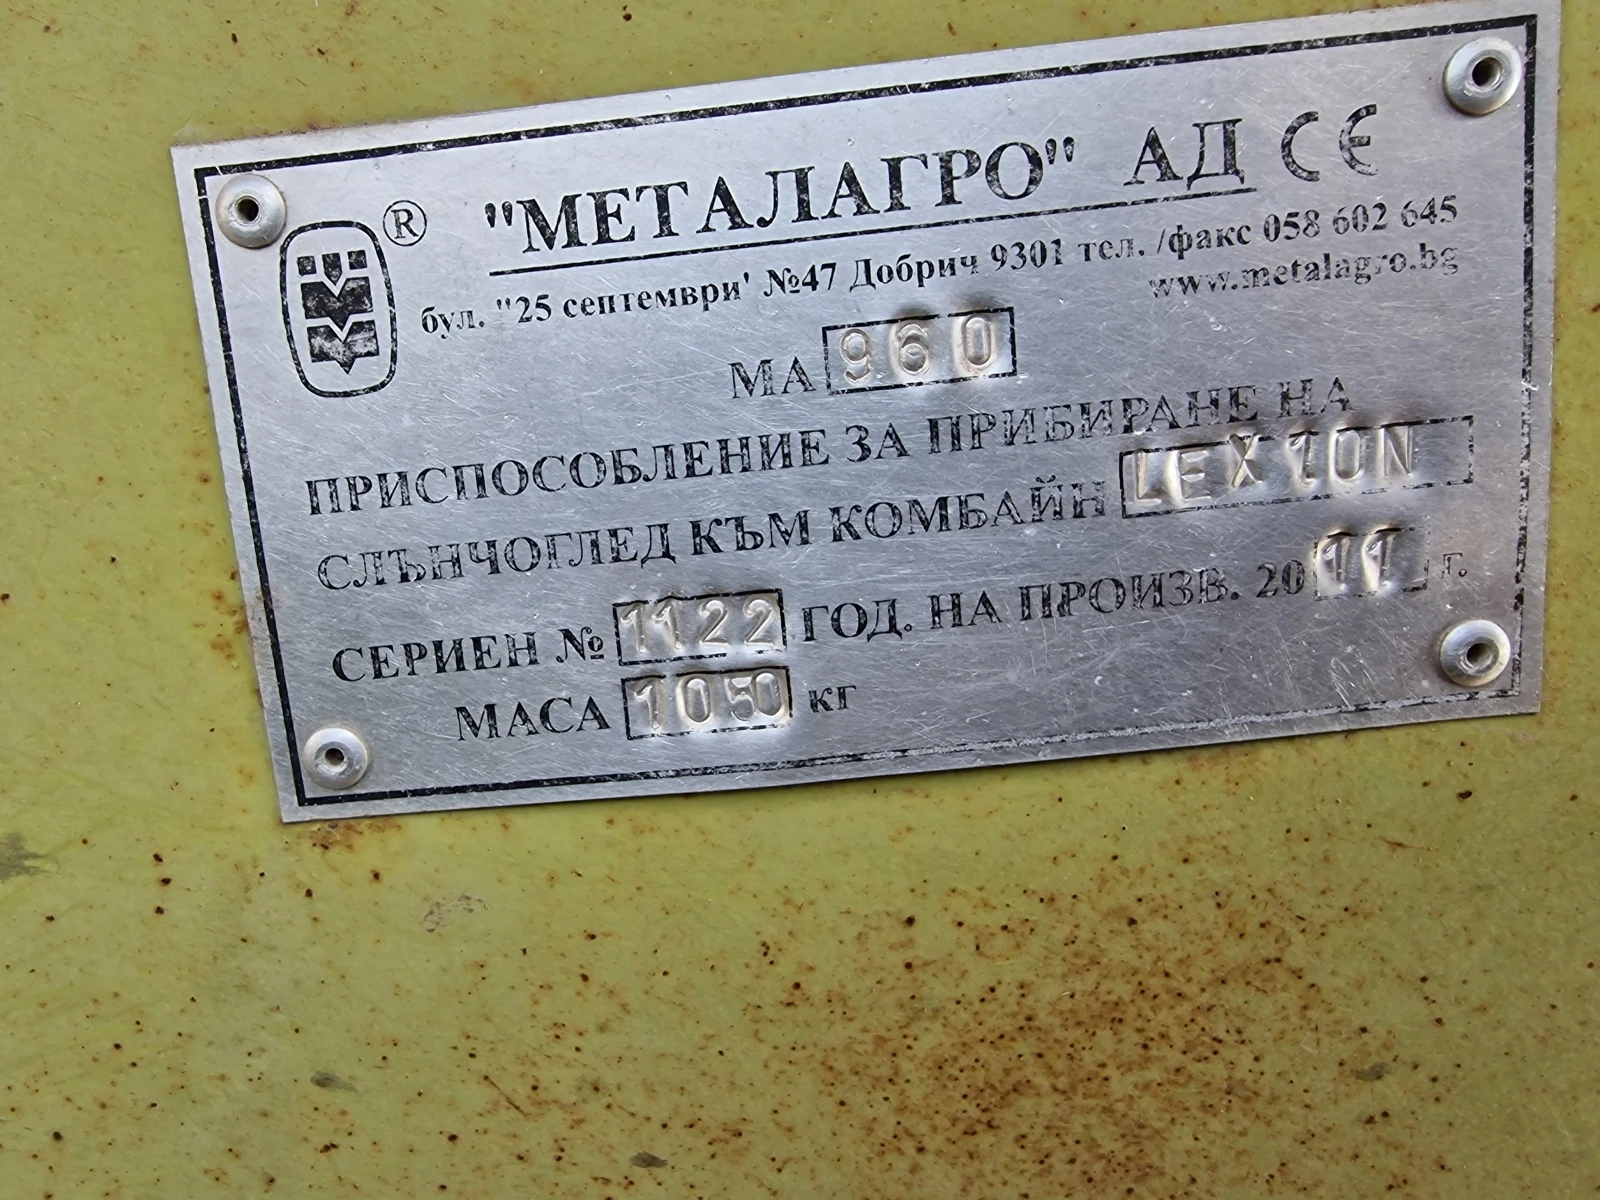 ® "МЕТАЛАГРО" АД CE
бул. "25 септември' №47 Добрич 9301 тел. /факс 058 602 645
www.metalagro.bg
МА 960
ПРИСПОСОБЛЕНИЕ ЗА ПРИБИРАНЕ НА
СЛЪНЧОГЛЕД КЪМ КОМБАЙН LEXION
СЕРИЕН № 1122 ГОД. НА ПРОИЗВ. 2011 г.
МАСА 1050 кг